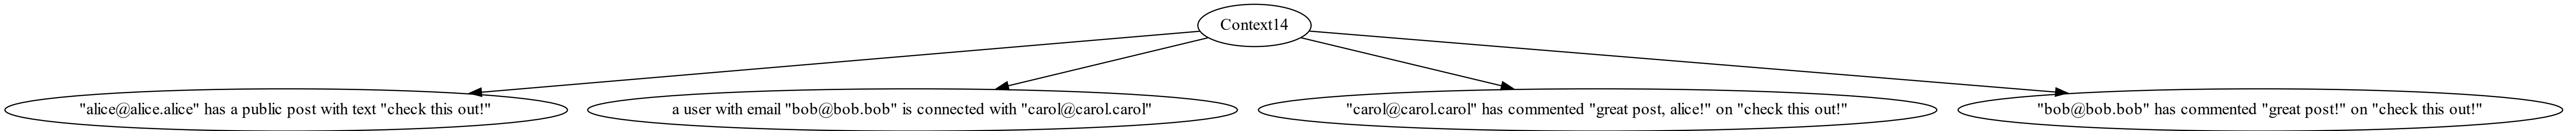 Context14
"alice@alice.alice" has a public post with text "check this out!"
a user with email "bob@bob.bob" is connected with "carol@carol.carol"
"carol@carol.carol" has commented "great post, alice!" on "check this out!"
"bob@bob.bob" has commented "great post!" on "check this out!"